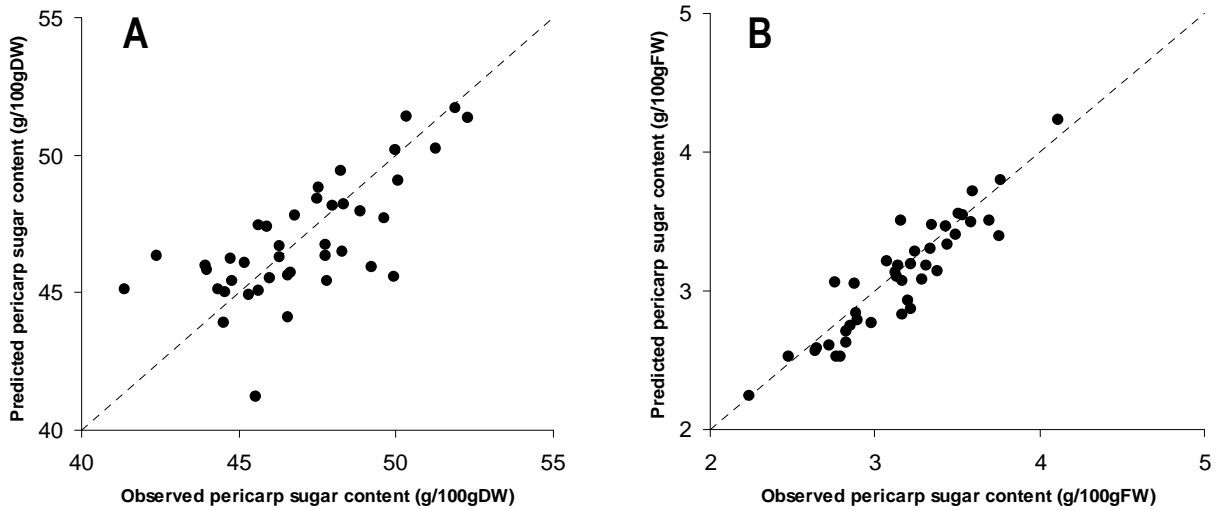 A
Predicted pericarp sugar content (g/100gDW)
55
50
45
40
40 45 50 55
Observed pericarp sugar content (g/100gDW)
B
Predicted pericarp sugar content (g/100gFW)
5
4
3
2
2 3 4 5
Observed pericarp sugar content (g/100gFW)